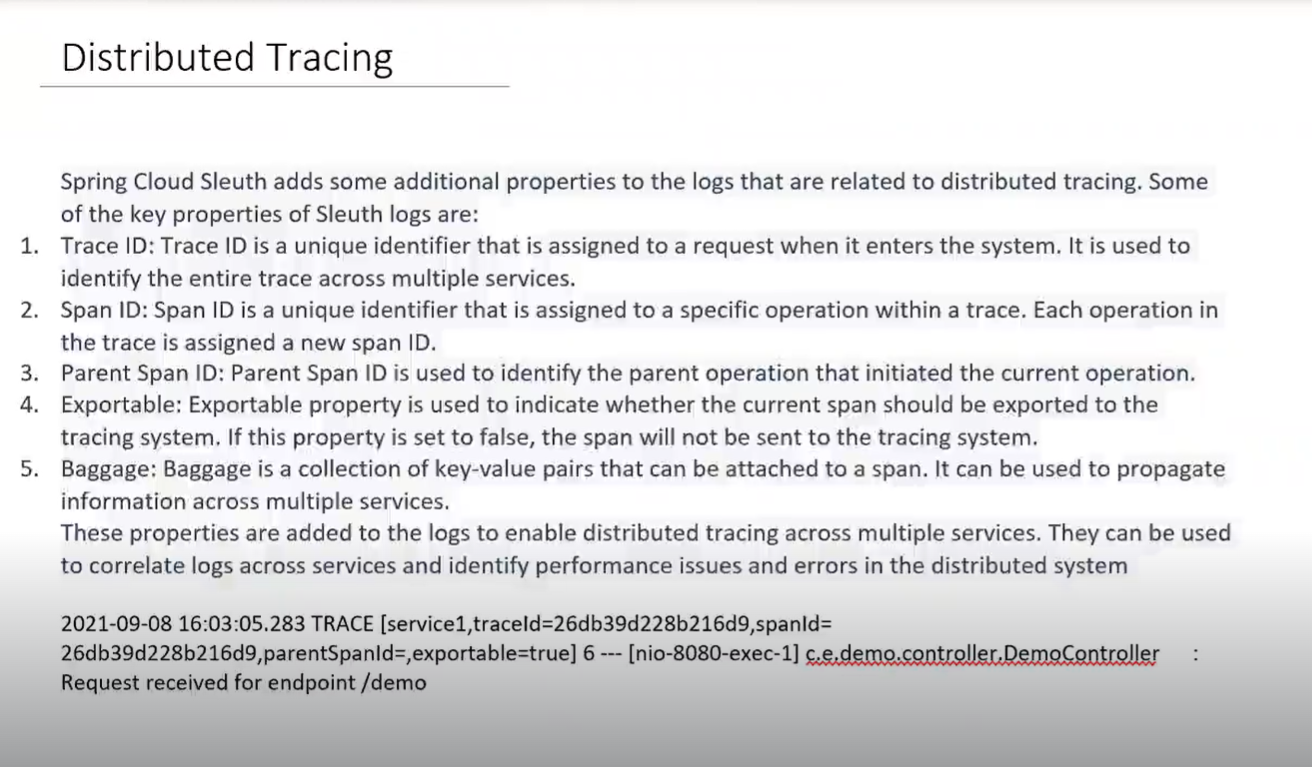 Distributed Tracing
Spring Cloud Sleuth adds some additional properties to the logs that are related to distributed tracing. Some
of the key properties of Sleuth logs are:
1. Trace ID: Trace ID is a unique identifier that is assigned to a request when it enters the system. It is used to
identify the entire trace across multiple services.
2. Span ID: Span ID is a unique identifier that is assigned to a specific operation within a trace. Each operation in
the trace is assigned a new span ID.
3. Parent Span ID: Parent Span ID is used to identify the parent operation that initiated the current operation.
4. Exportable: Exportable property is used to indicate whether the current span should be exported to the
tracing system. If this property is set to false, the span will not be sent to the tracing system.
5. Baggage: Baggage is a collection of key-value pairs that can be attached to a span. It can be used to propagate
information across multiple services.
These properties are added to the logs to enable distributed tracing across multiple services. They can be used
to correlate logs across services and identify performance issues and errors in the distributed system
2021-09-08 16:03:05.283 TRACE [service1,traceId=26db39d228b216d9,spanId=
26db39d228b216d9,parentSpanId=,exportable=true] 6 --- [nio-8080-exec-1] c.e.demo.controller.DemoController :
Request received for endpoint /demo